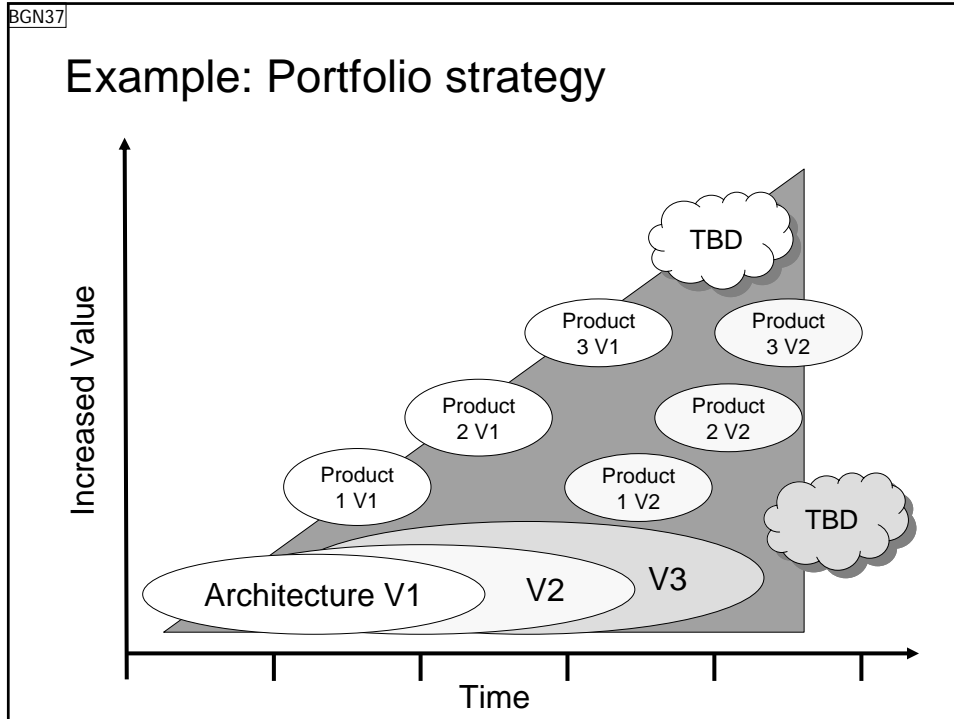 BGN37
Example: Portfolio strategy
Increased Value
TBD
Product
3 V1
Product
3 V2
Product
2 V1
Product
2 V2
Product
1 V1
Product
1 V2
TBD
Architecture V1
V2
V3
Time